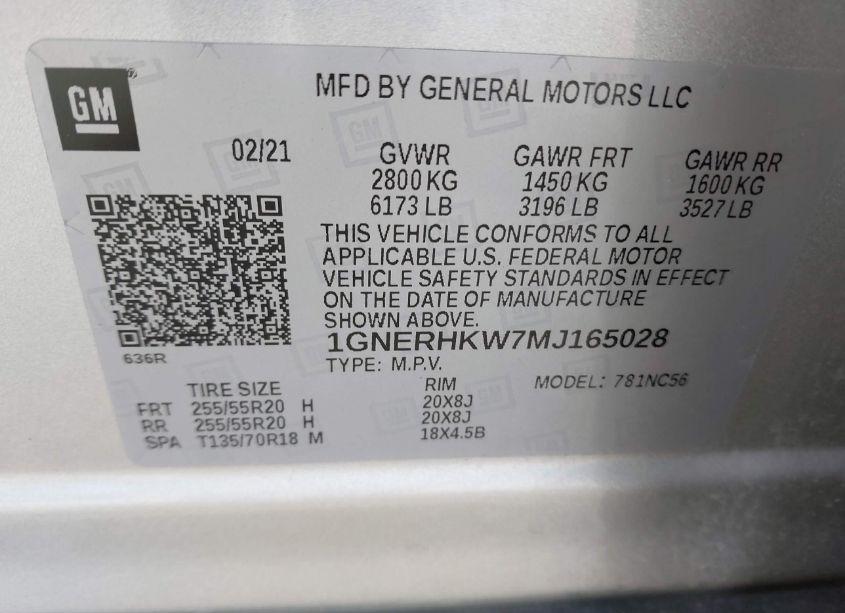 GM
MFD BY GENERAL MOTORS LLC
02/21 GVWR GAWR FRT GAWR RR
2800 KG 1450 KG 1600 KG
6173 LB 3196 LB 3527 LB
THIS VEHICLE CONFORMS TO ALL
APPLICABLE U.S. FEDERAL MOTOR
VEHICLE SAFETY STANDARDS IN EFFECT
ON THE DATE OF MANUFACTURE
SHOWN ABOVE.
1GNERHKW7MJ165028
636R
TYPE: M.P.V.
MODEL: 781NC56
TIRE SIZE RIM
FRT 255/55R20 H 20X8J
RR 255/55R20 H 20X8J
SPA T135/70R18 M 18X4.5B